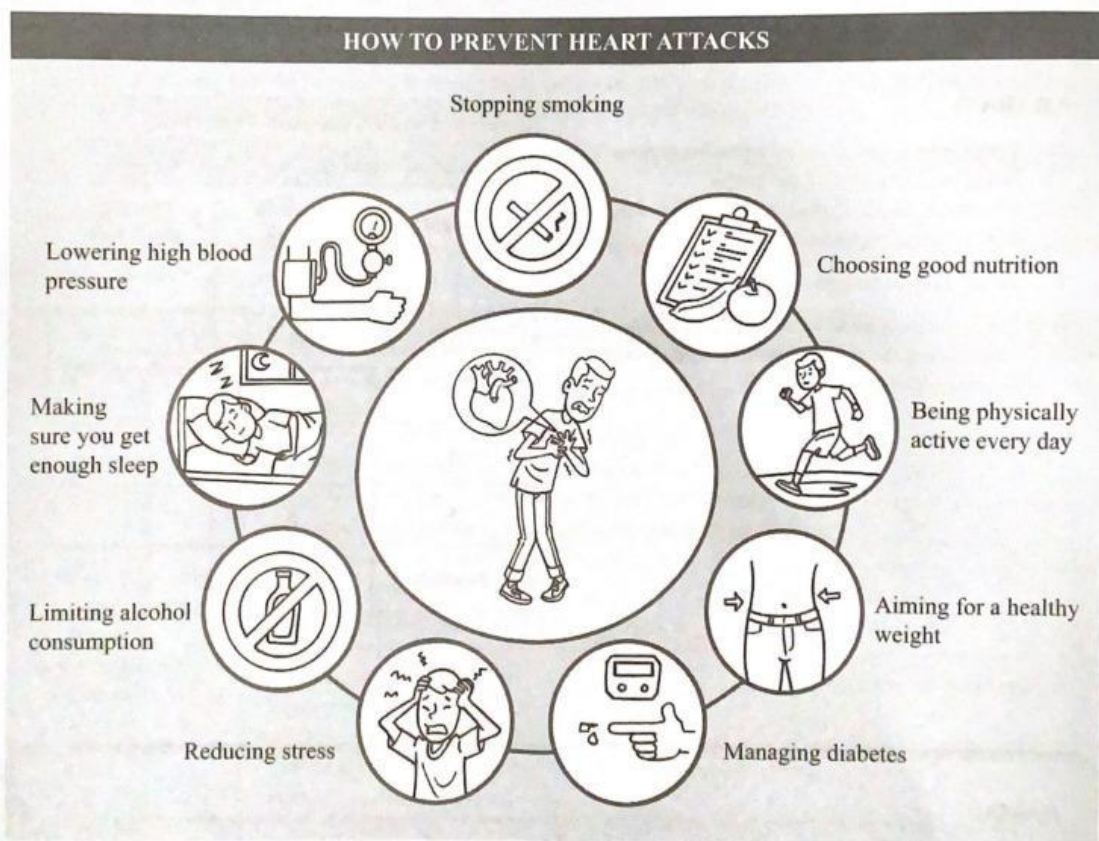 HOW TO PREVENT HEART ATTACKS
Stopping smoking
Choosing good nutrition
Being physically
active every day
Aiming for a healthy
weight
Managing diabetes
Reducing stress
Limiting alcohol
consumption
Making
sure you get
enough sleep
Lowering high blood
pressure